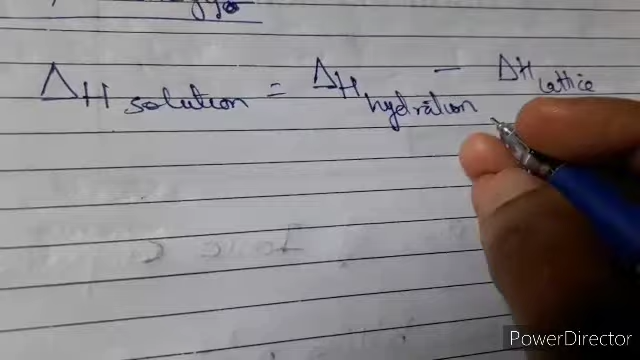 ΔH solution = ΔH hydration - ΔH lattice
PowerDirector